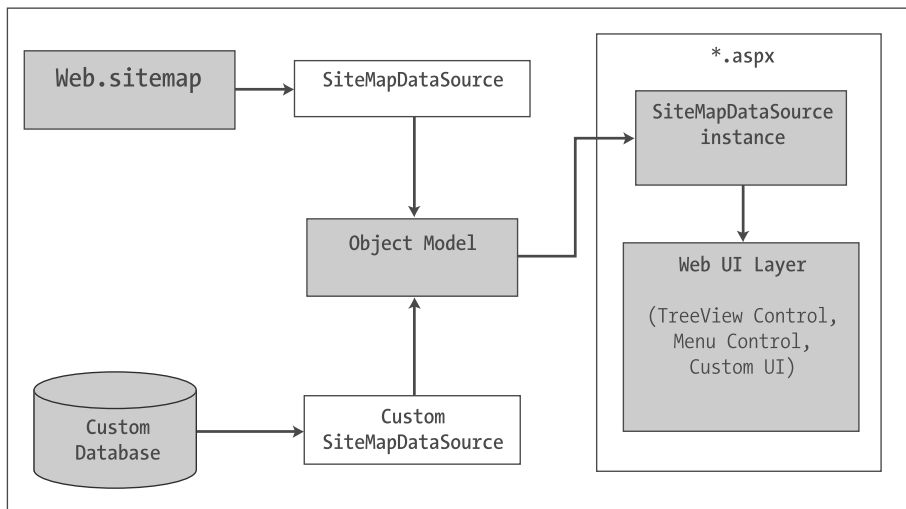 *.aspx
Web.sitemap
SiteMapDataSource
SiteMapDataSource
instance
Object Model
Web UI Layer
(TreeView Control,
Menu Control,
Custom UI)
Custom
Database
Custom
SiteMapDataSource